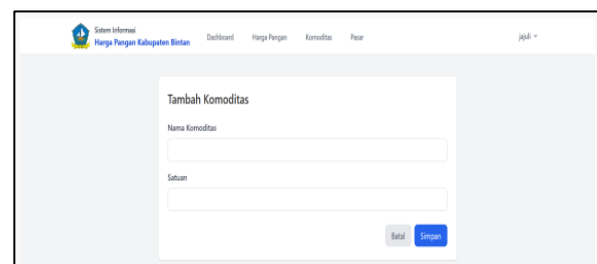 Sistem Informasi
Harga Pangan Kabupaten Bintan
Dashboard Harga Pangan Komoditas Pasar jajuli
Tambah Komoditas
Nama Komoditas
Satuan
Batal Simpan